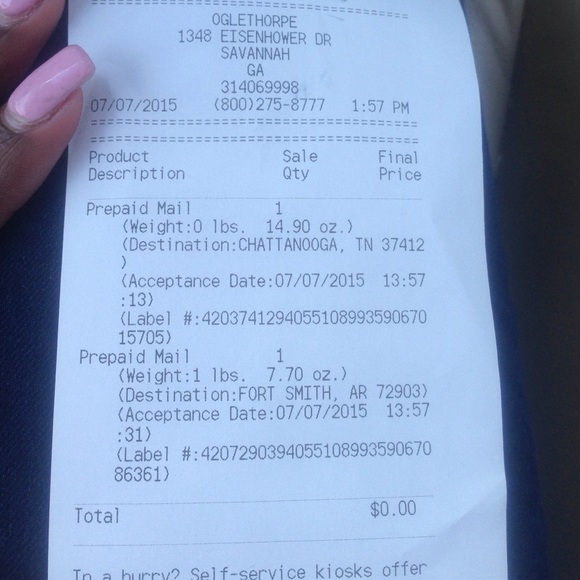 OGLETHORPE
1348 EISENHOWER DR
SAVANNAH
GA
314069998
07/07/2015 (800)275-8777 1:57 PM
Product Sale Final
Description Qty Price
Prepaid Mail 1
(Weight:0 lbs. 14.90 oz.)
(Destination:CHATTANOOGA, TN 37412
)
(Acceptance Date:07/07/2015 13:57
:13)
(Label #:42037412940551089935906​70
15705)
Prepaid Mail 1
(Weight:1 lbs. 7.70 oz.)
(Destination:FORT SMITH, AR 72903)
(Acceptance Date:07/07/2015 13:57
:31)
(Label #:4207290394055108993590670
86361)
Total $0.00
In a hurry? Self-service kiosks offer